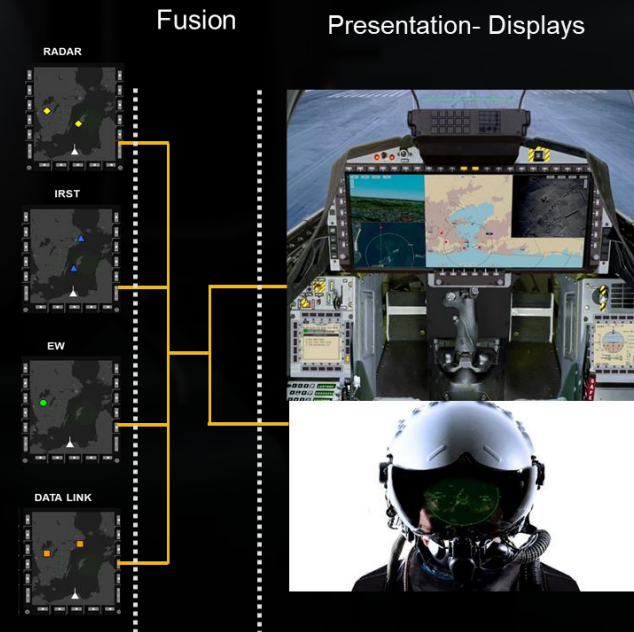 Fusion
Presentation- Displays
RADAR
IRST
EW
DATA LINK